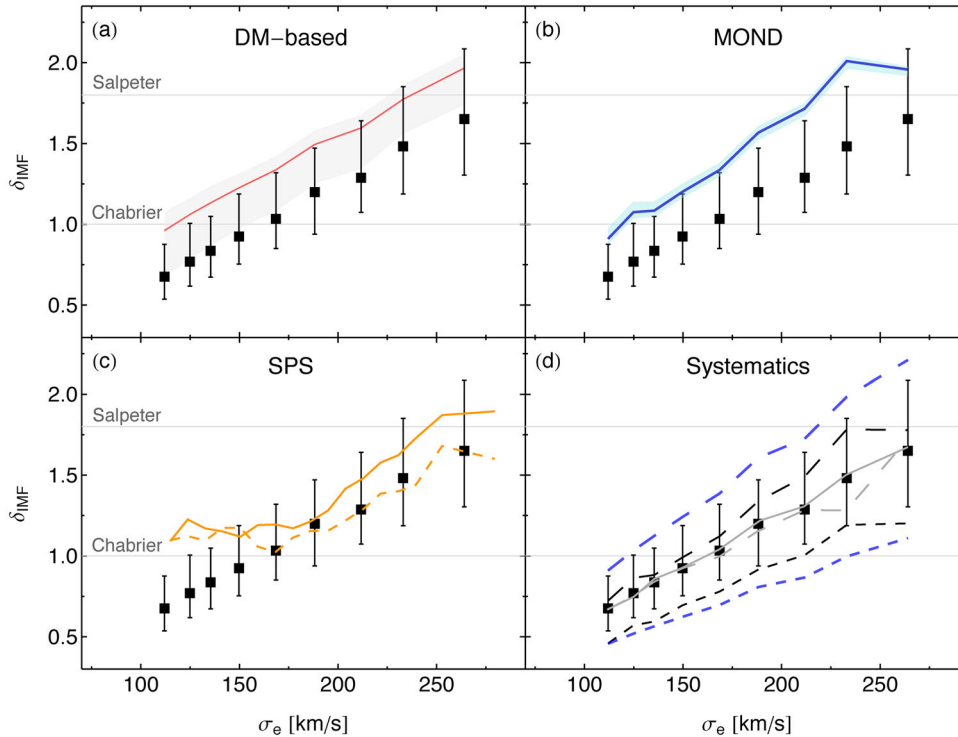 (a) DM-based (b) MOND
2.0
Salpeter
1.5
δIMF
Chabrier
1.0
0.5
(c) SPS (d) Systematics
2.0
Salpeter
1.5
δIMF
Chabrier
1.0
0.5
100 150 200 250 100 150 200 250
σe [km/s] σe [km/s]